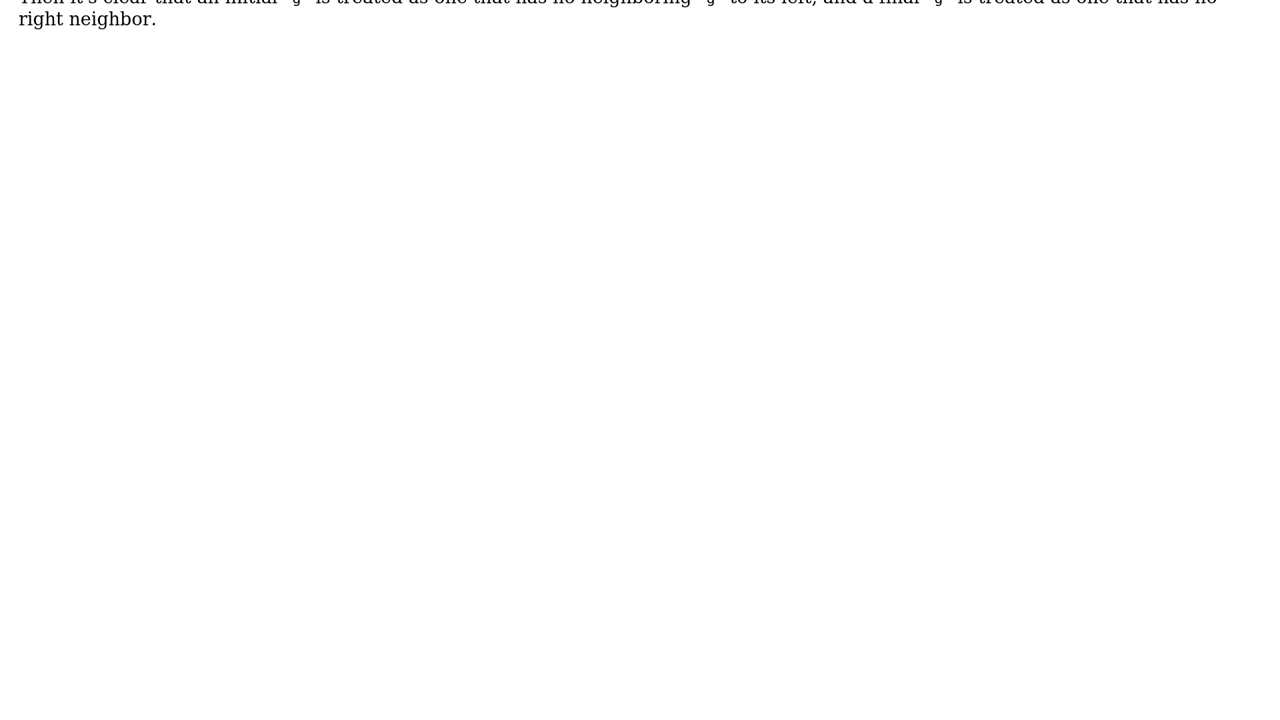 Then it's clear that an initial "g" is treated as one that has no neighboring "g" to its left, and a final "g" is treated as one that has no
right neighbor.